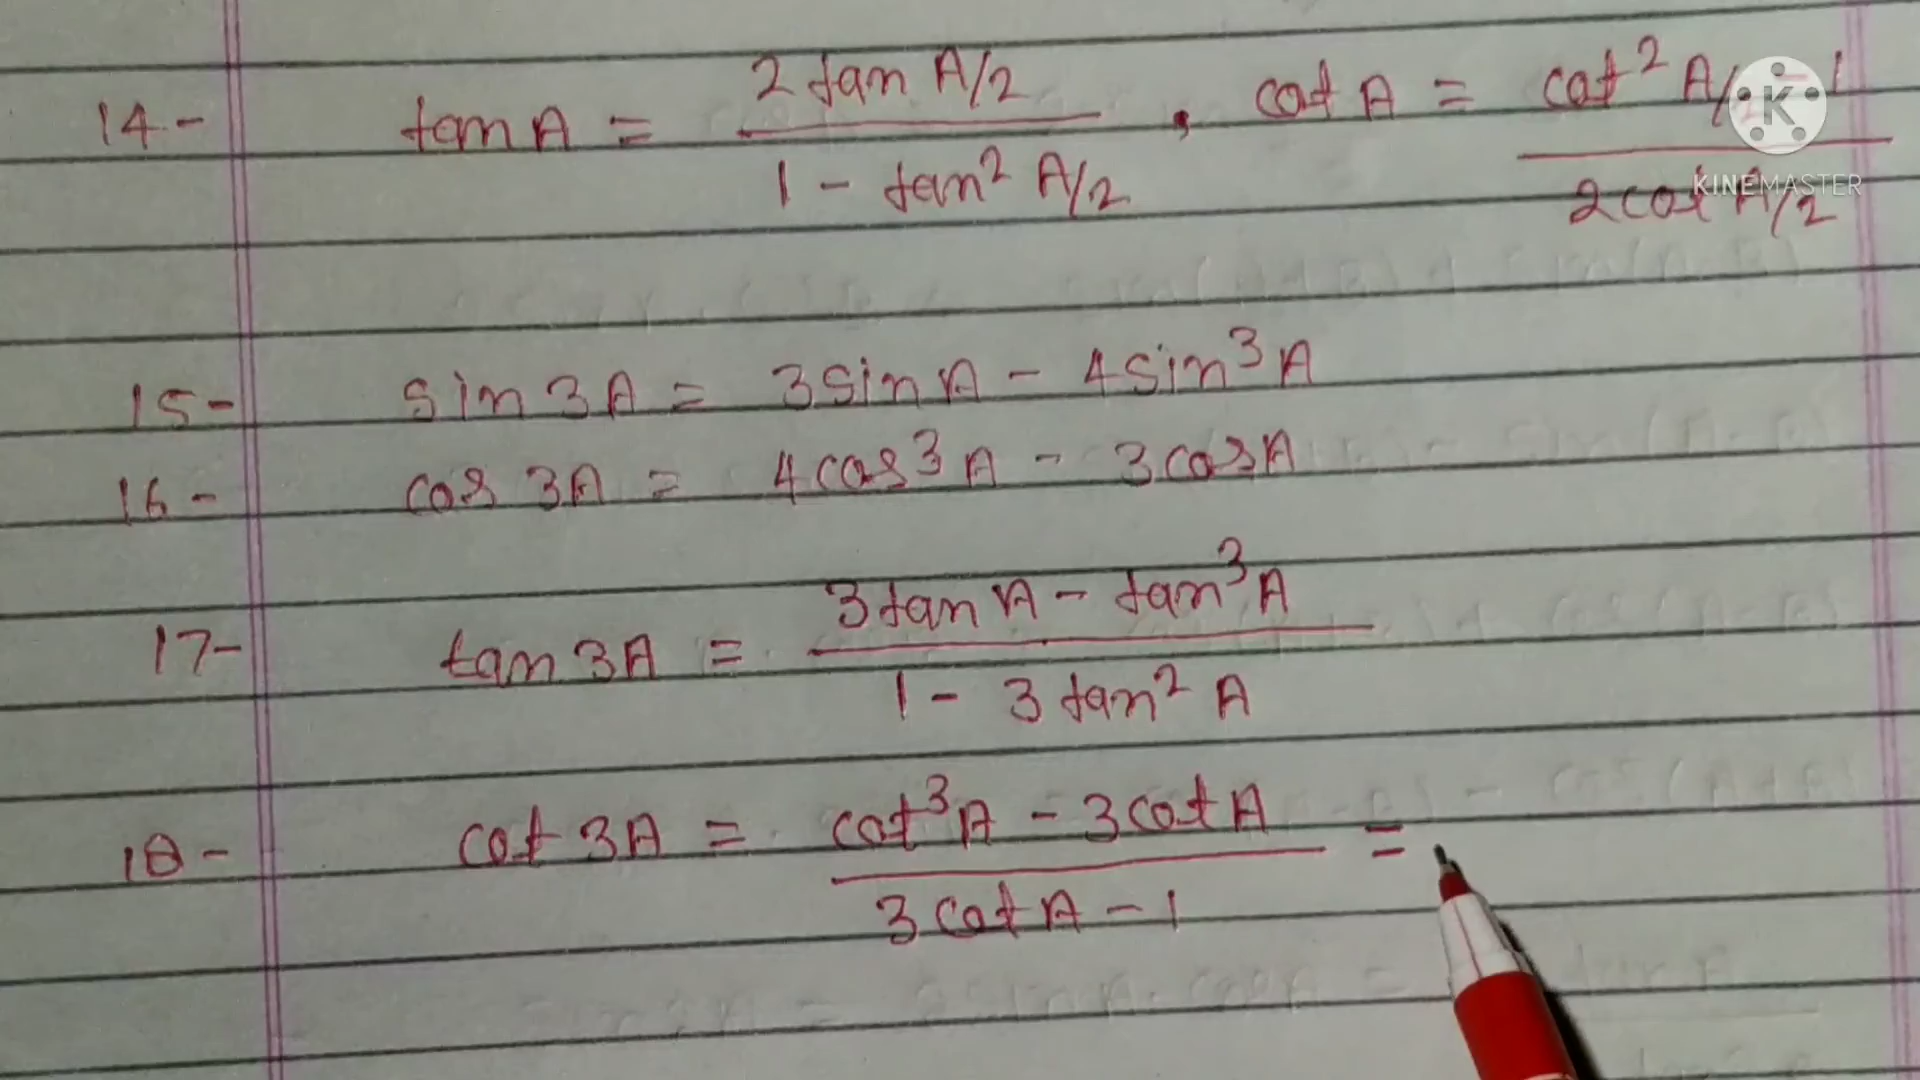 14- tan A = 2 tan A/2 / 1 - tan² A/2 , cot A = cot² A/2 - 1 / 2 cot A/2
KINEMASTER
15- sin 3A = 3 sin A - 4 sin³ A
16- cos 3A = 4 cos³ A - 3 cos A
17- tan 3A = 3 tan A - tan³ A / 1 - 3 tan² A
18- cot 3A = cot³ A - 3 cot A / 3 cot A - 1 =